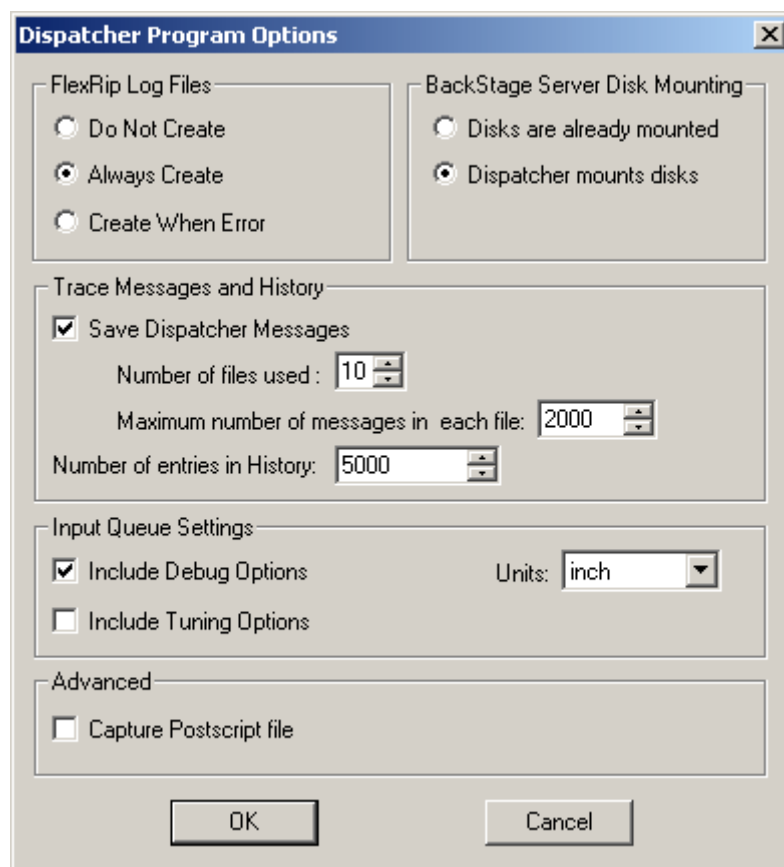 Dispatcher Program Options
FlexRip Log Files
Do Not Create
Always Create
Create When Error
BackStage Server Disk Mounting
Disks are already mounted
Dispatcher mounts disks
Trace Messages and History
Save Dispatcher Messages
Number of files used : 10
Maximum number of messages in each file: 2000
Number of entries in History: 5000
Input Queue Settings
Include Debug Options
Units: inch
Include Tuning Options
Advanced
Capture Postscript file
OK
Cancel